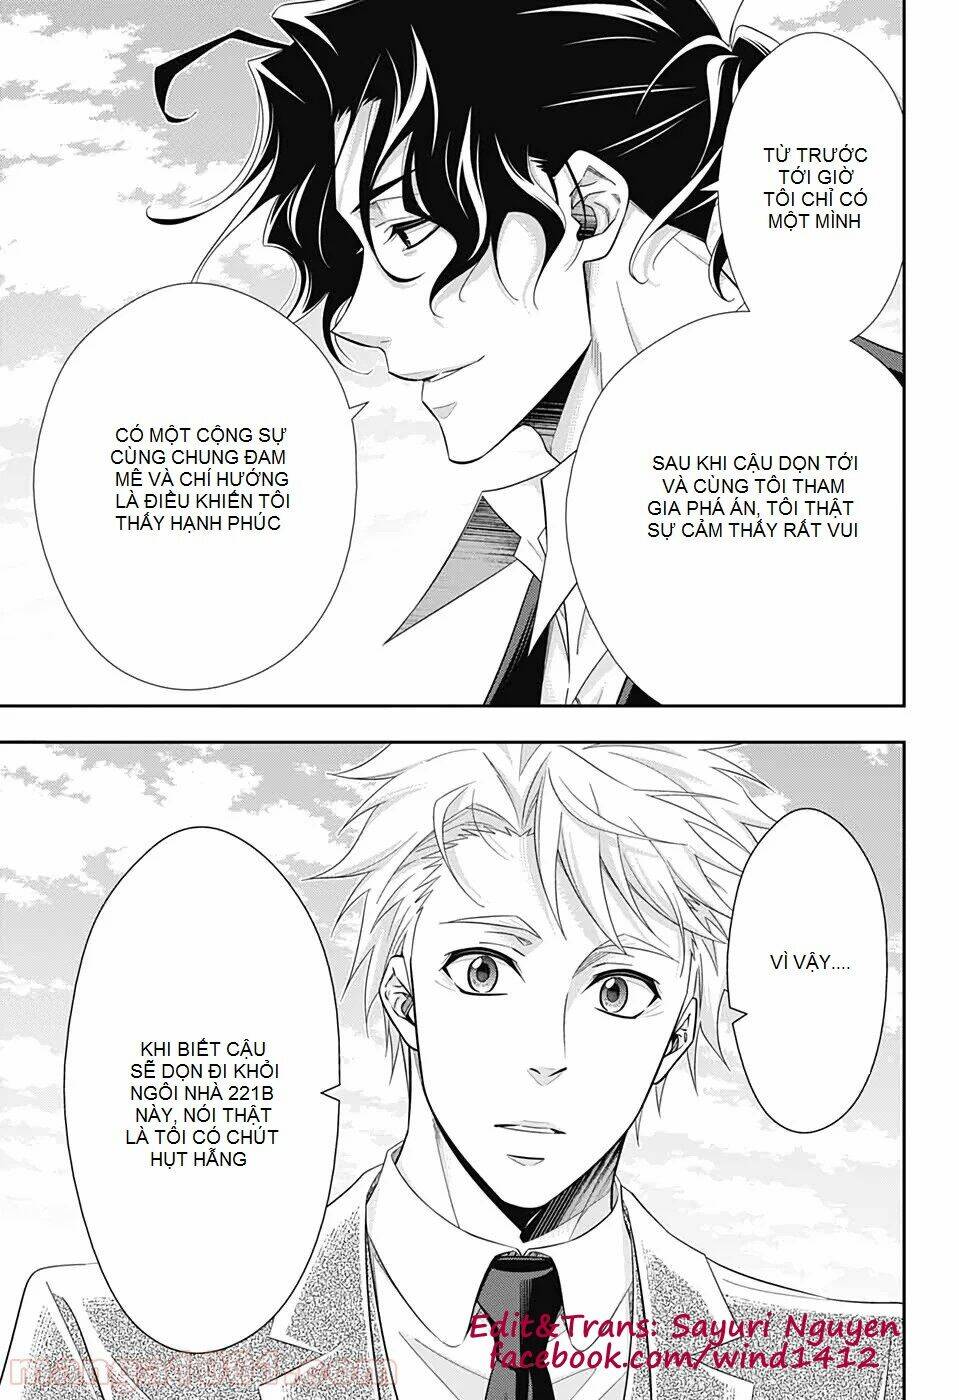 TỪ TRƯỚC
TỚI GIỜ
TÔI CHỈ CÓ
MỘT MÌNH
SAU KHI CẬU DỌN TỚI
VÀ CÙNG TÔI THAM
GIA PHÁ ÁN, TÔI THẬT
SỰ CẢM THẤY RẤT VUI
CÓ MỘT CỘNG SỰ
CÙNG CHUNG ĐAM
MÊ VÀ CHÍ HƯỚNG
LÀ ĐIỀU KHIẾN TÔI
THẤY HẠNH PHÚC
VÌ VẬY....
KHI BIẾT CẬU
SẼ DỌN ĐI KHỎI
NGÔI NHÀ 221B
NÀY, NÓI THẬT
LÀ TÔI CÓ CHÚT
HỤT HẪNG
Edit&Trans: Sayuri Nguyen
facebook.com/wind1412